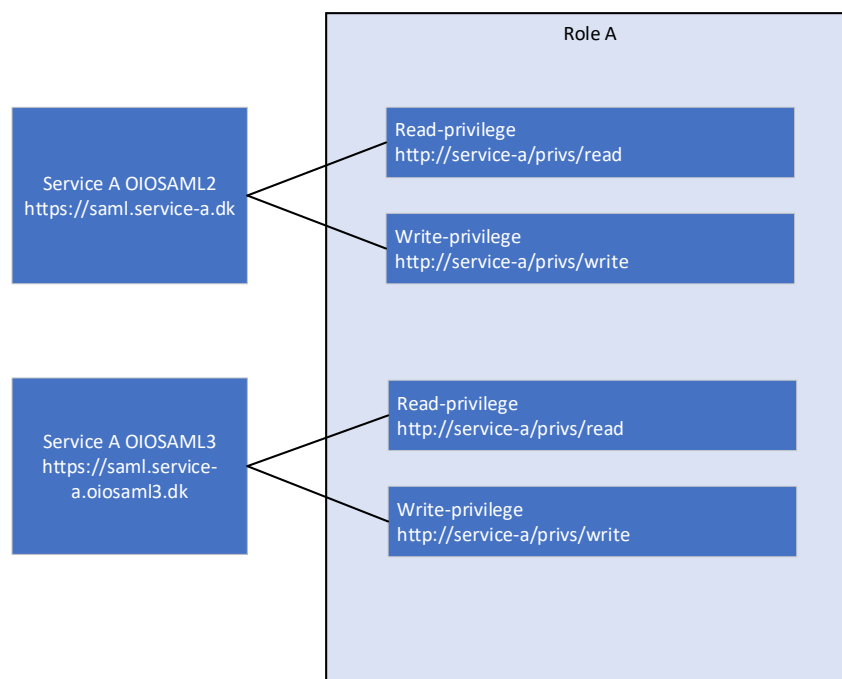 Role A
Service A OIOSAML2
https://saml.service-a.dk
Read-privilege
http://service-a/privs/read
Write-privilege
http://service-a/privs/write
Service A OIOSAML3
https://saml.service-
a.oiosaml3.dk
Read-privilege
http://service-a/privs/read
Write-privilege
http://service-a/privs/write